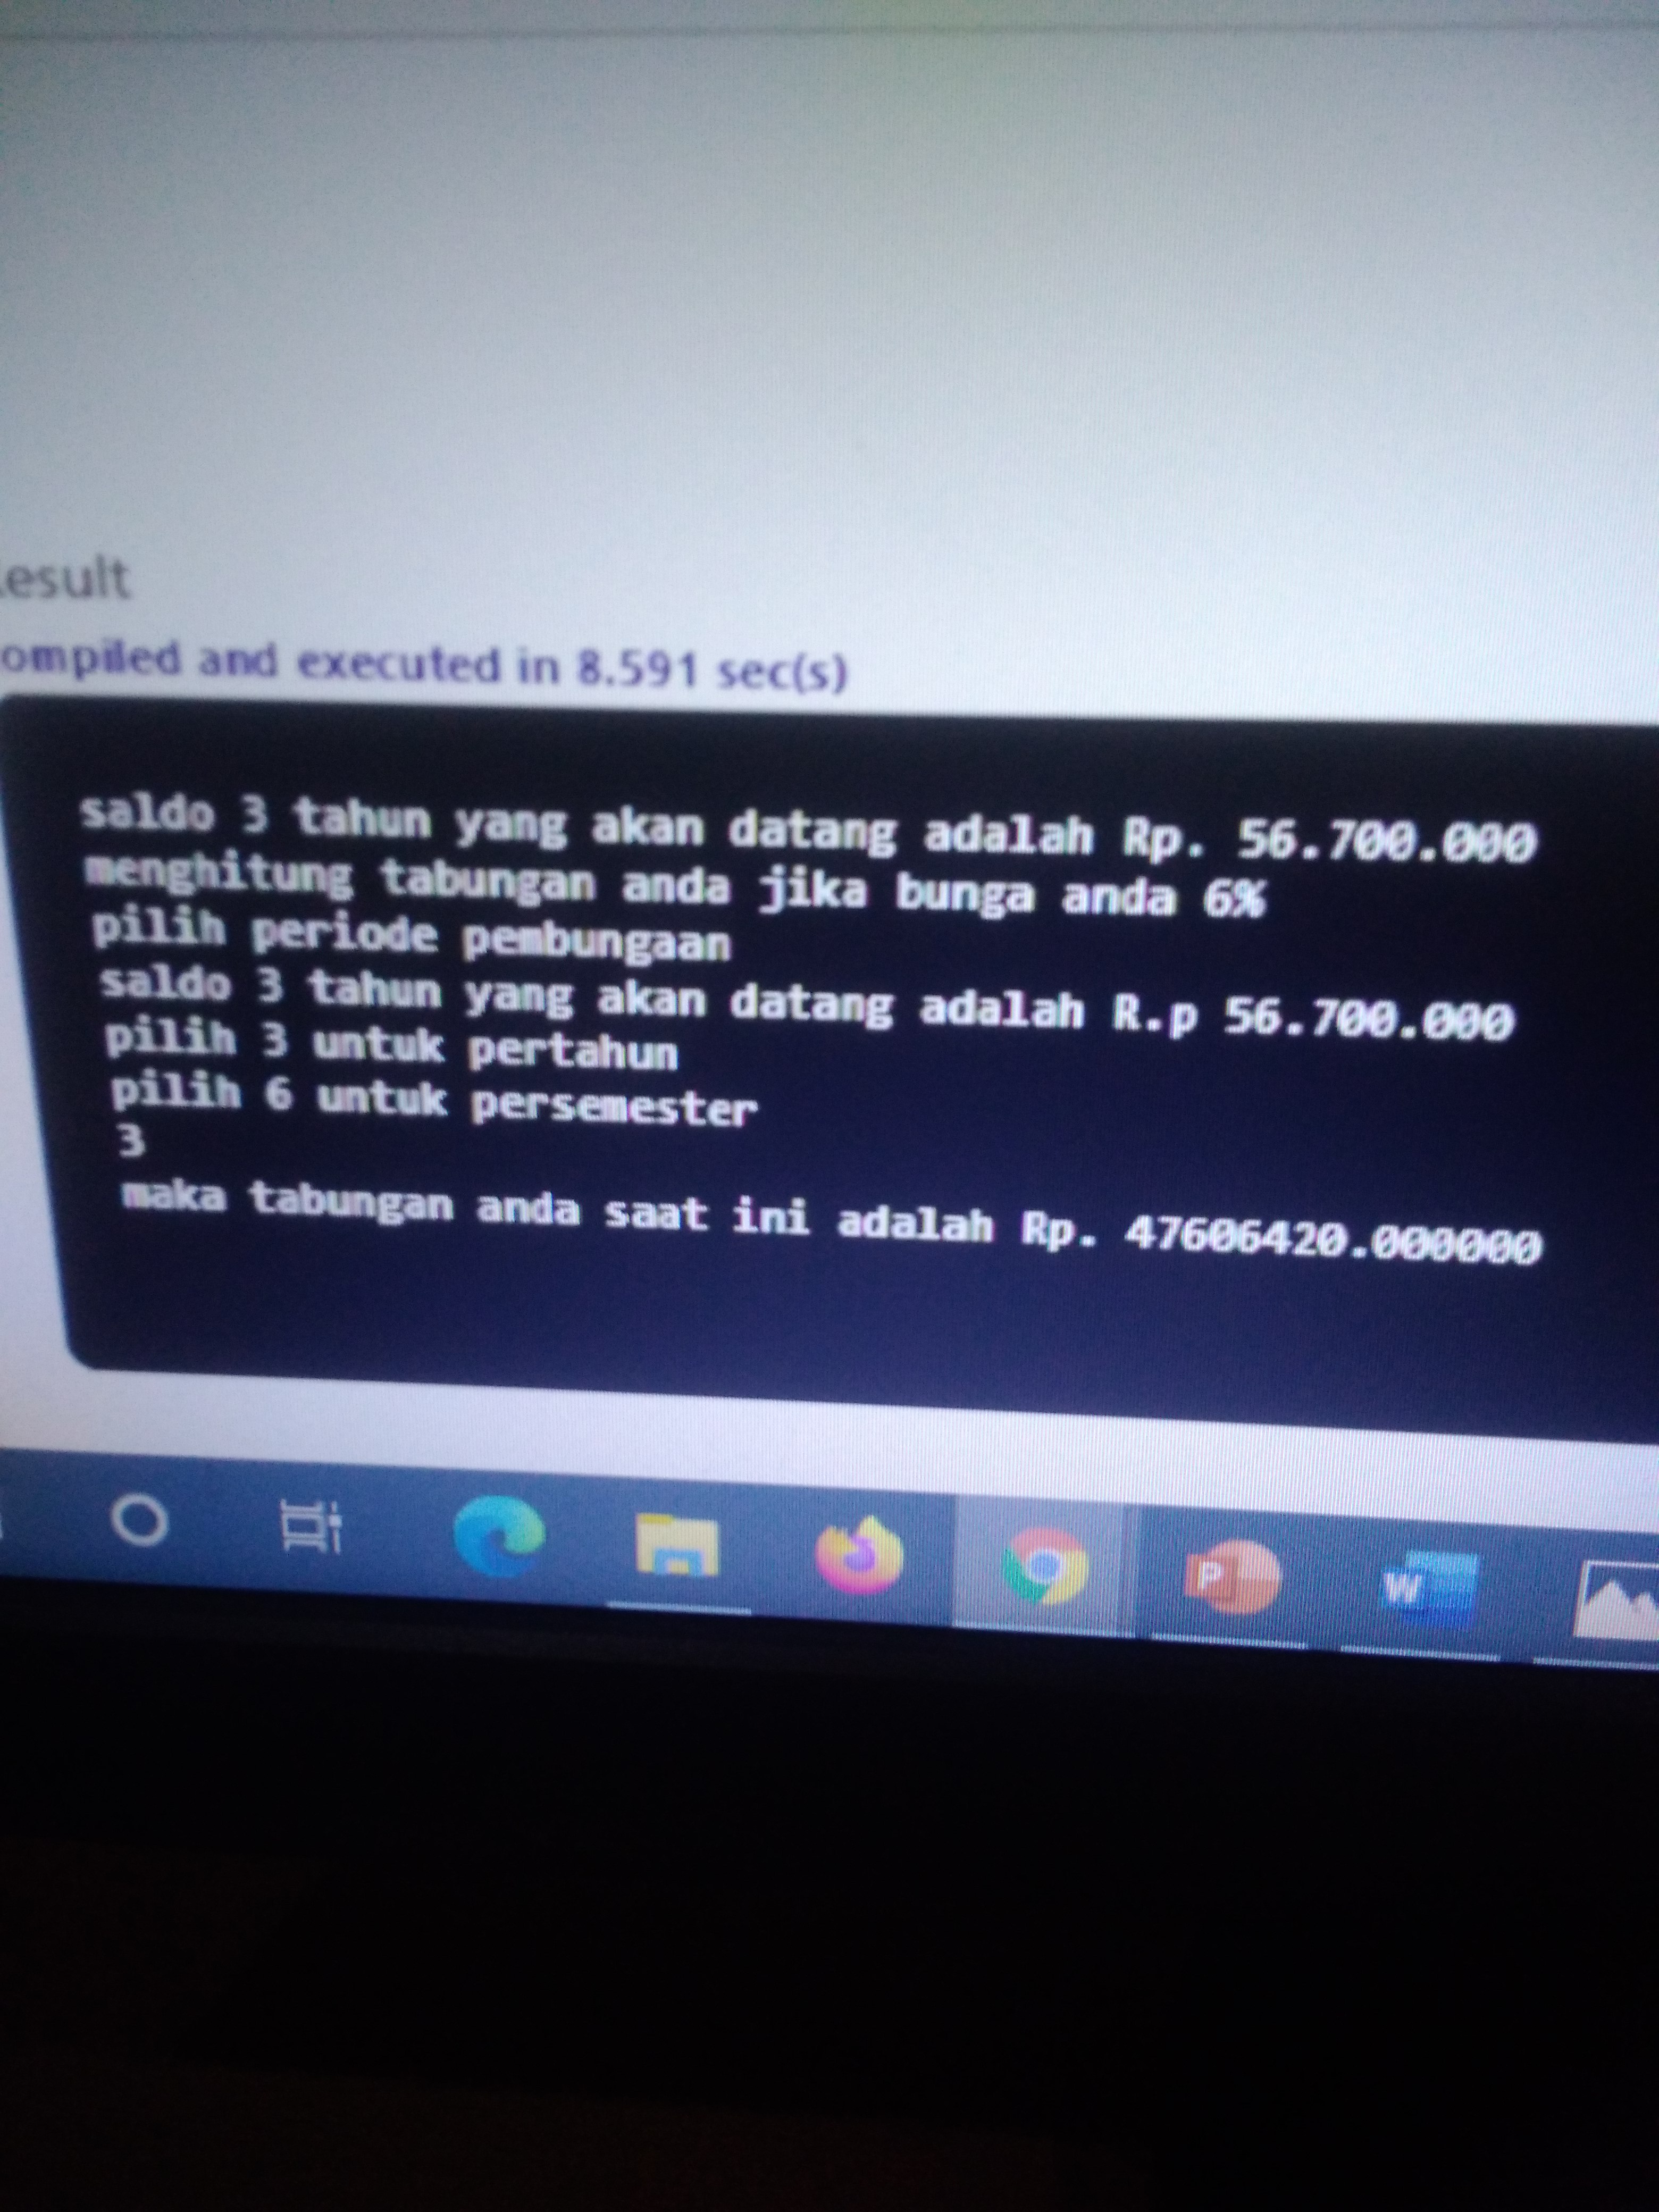 esult
ompiled and executed in 8.591 sec(s)
saldo 3 tahun yang akan datang adalah Rp. 56.700.000
menghitung tabungan anda jika bunga anda 6%
pilih periode pembungaan
saldo 3 tahun yang akan datang adalah R.p 56.700.000
pilih 3 untuk pertahun
pilih 6 untuk persemester
3
maka tabungan anda saat ini adalah Rp. 47606420.000000
P
W